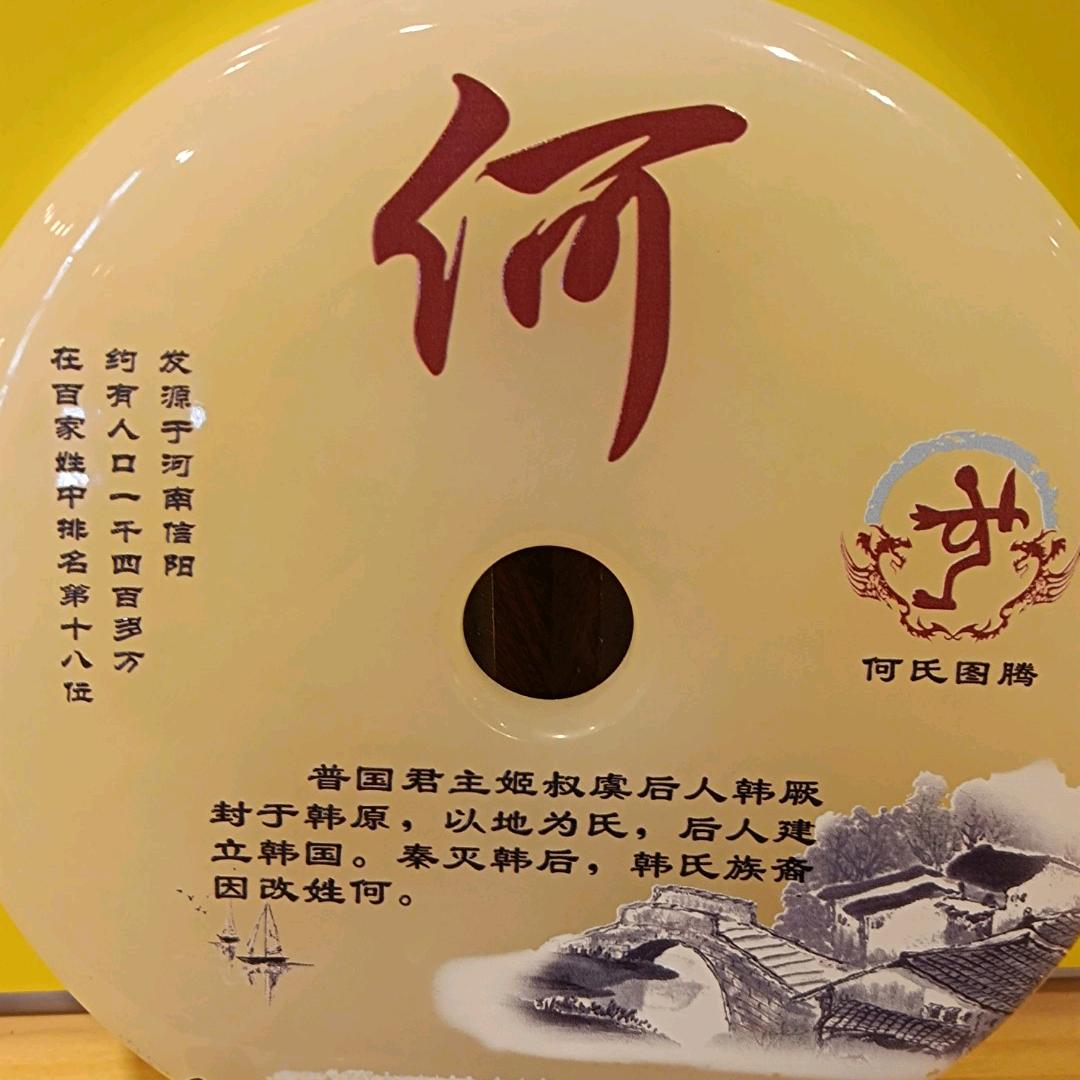 何
发源于河南信阳
约有人口一千四百多万
在百家姓中排名第十八位
何氏图腾
普国君主姬叔虞后人韩厥
封于韩原，以地为氏，后人建
立韩国。秦灭韩后，韩氏族裔
因改姓何。